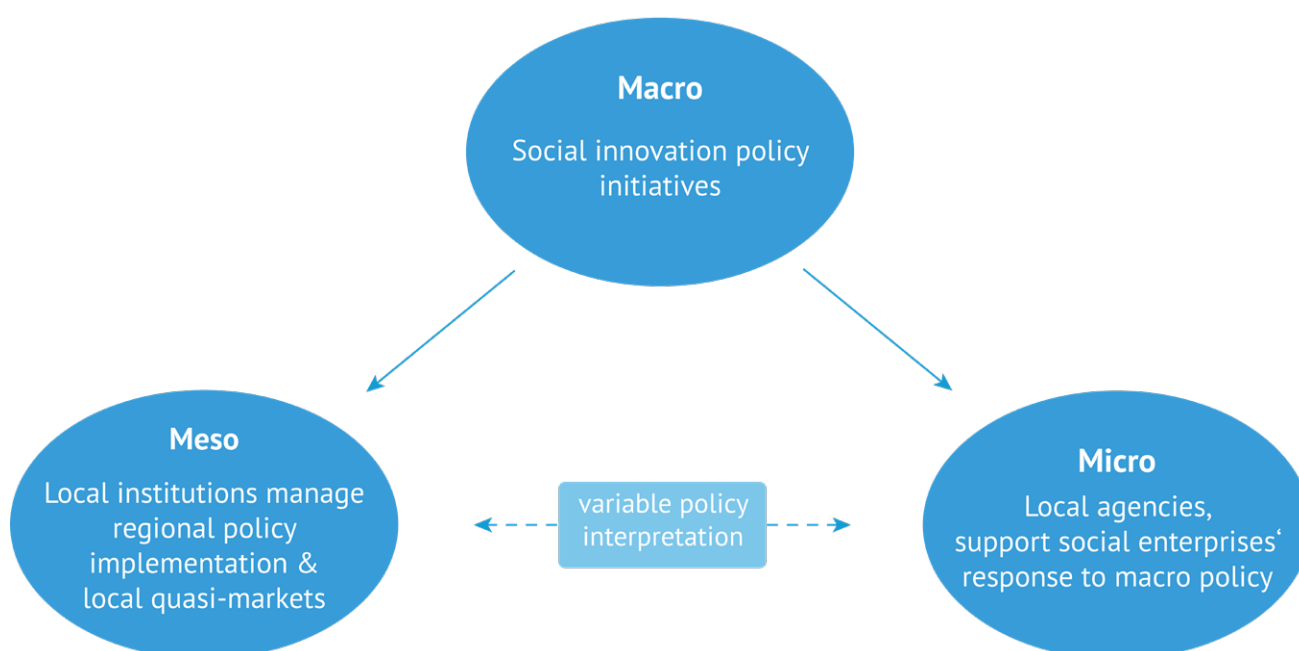 Macro
Social innovation policy
initiatives
Meso
Local institutions manage
regional policy
implementation &
local quasi-markets
variable policy
interpretation
Micro
Local agencies,
support social enterprises‘
response to macro policy